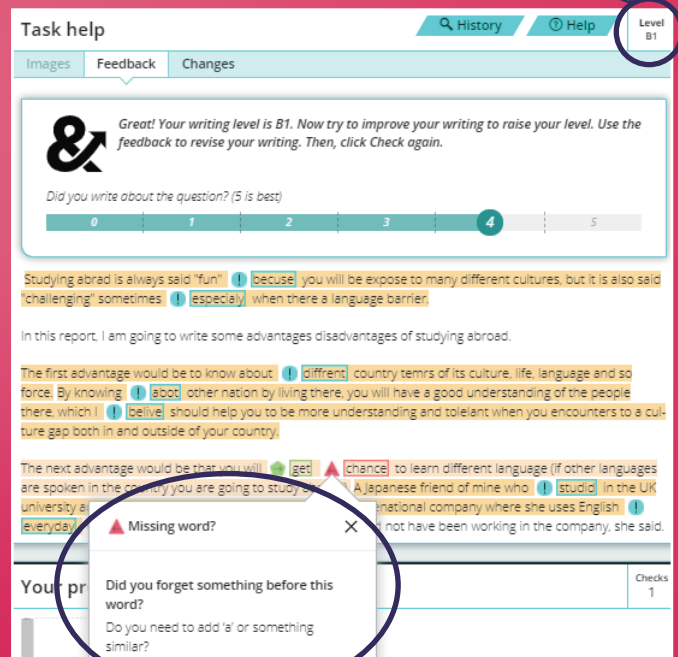 Task help
History
Help
Level
B1
Images Feedback Changes
& Great! Your writing level is B1. Now try to improve your writing to raise your level. Use the
feedback to revise your writing. Then, click Check again.
Did you write about the question? (5 is best)
0 1 2 3 4 5
Studying abrad is always said "fun" ! becuse you will be expose to many different cultures, but it is also said
"challenging" sometimes ! especialy when there a language barrier.
In this report, I am going to write some advantages disadvantages of studying abroad.
The first advantage would be to know about ! diffrent country temrs of its culture, life, language and so
force. By knowing ! abot other nation by living there, you will have a good understanding of the people
there, which I ! belive should help you to be more understanding and tolelant when you encounters to a cul-
ture gap both in and outside of your country.
The next advantage would be that you will get chance to learn different language (if other languages
are spoken in the country you are going to study A Japanese friend of mine who ! studid in the UK
university national company where she uses English !
everyday not have been working in the company, she said.
Missing word?
Did you forget something before this
word?
Do you need to add 'a' or something
similar?
Your pr
Checks
1